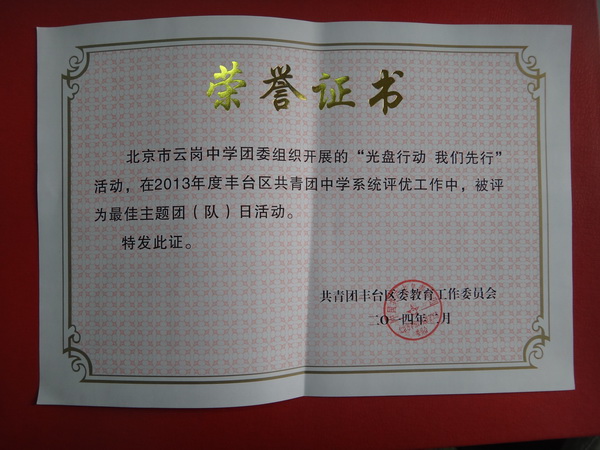 荣誉证书
北京市云岗中学团委组织开展的“光盘行动 我们先行”
活动，在2013年度丰台区共青团中学系统评优工作中，被评
为最佳主题团（队）日活动。
特发此证。
共青团丰台区委教育工作委员会
二〇一四年 月